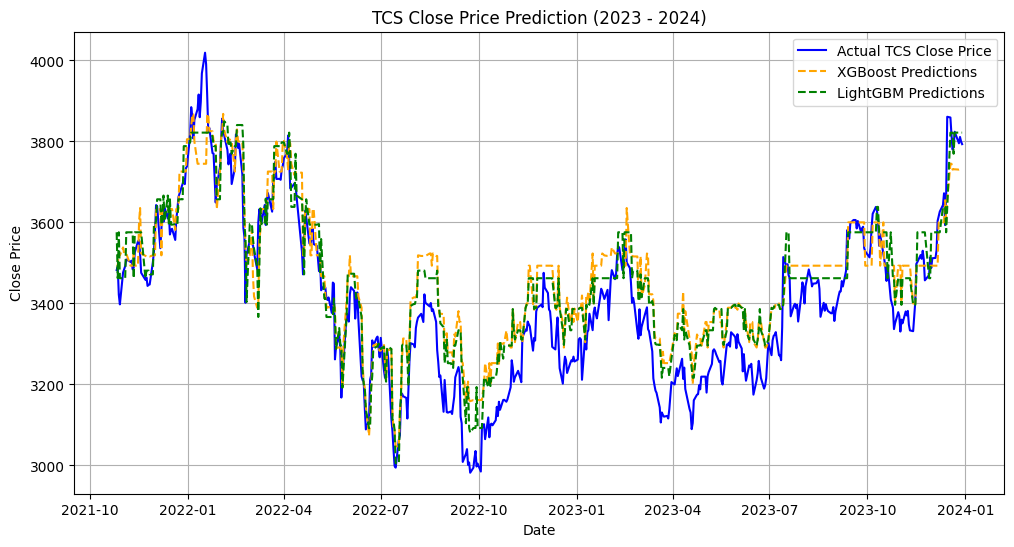 TCS Close Price Prediction (2023 - 2024)
Actual TCS Close Price
XGBoost Predictions
LightGBM Predictions
Close Price
4000
3800
3600
3400
3200
3000
2021-10 2022-01 2022-04 2022-07 2022-10 2023-01 2023-04 2023-07 2023-10 2024-01
Date